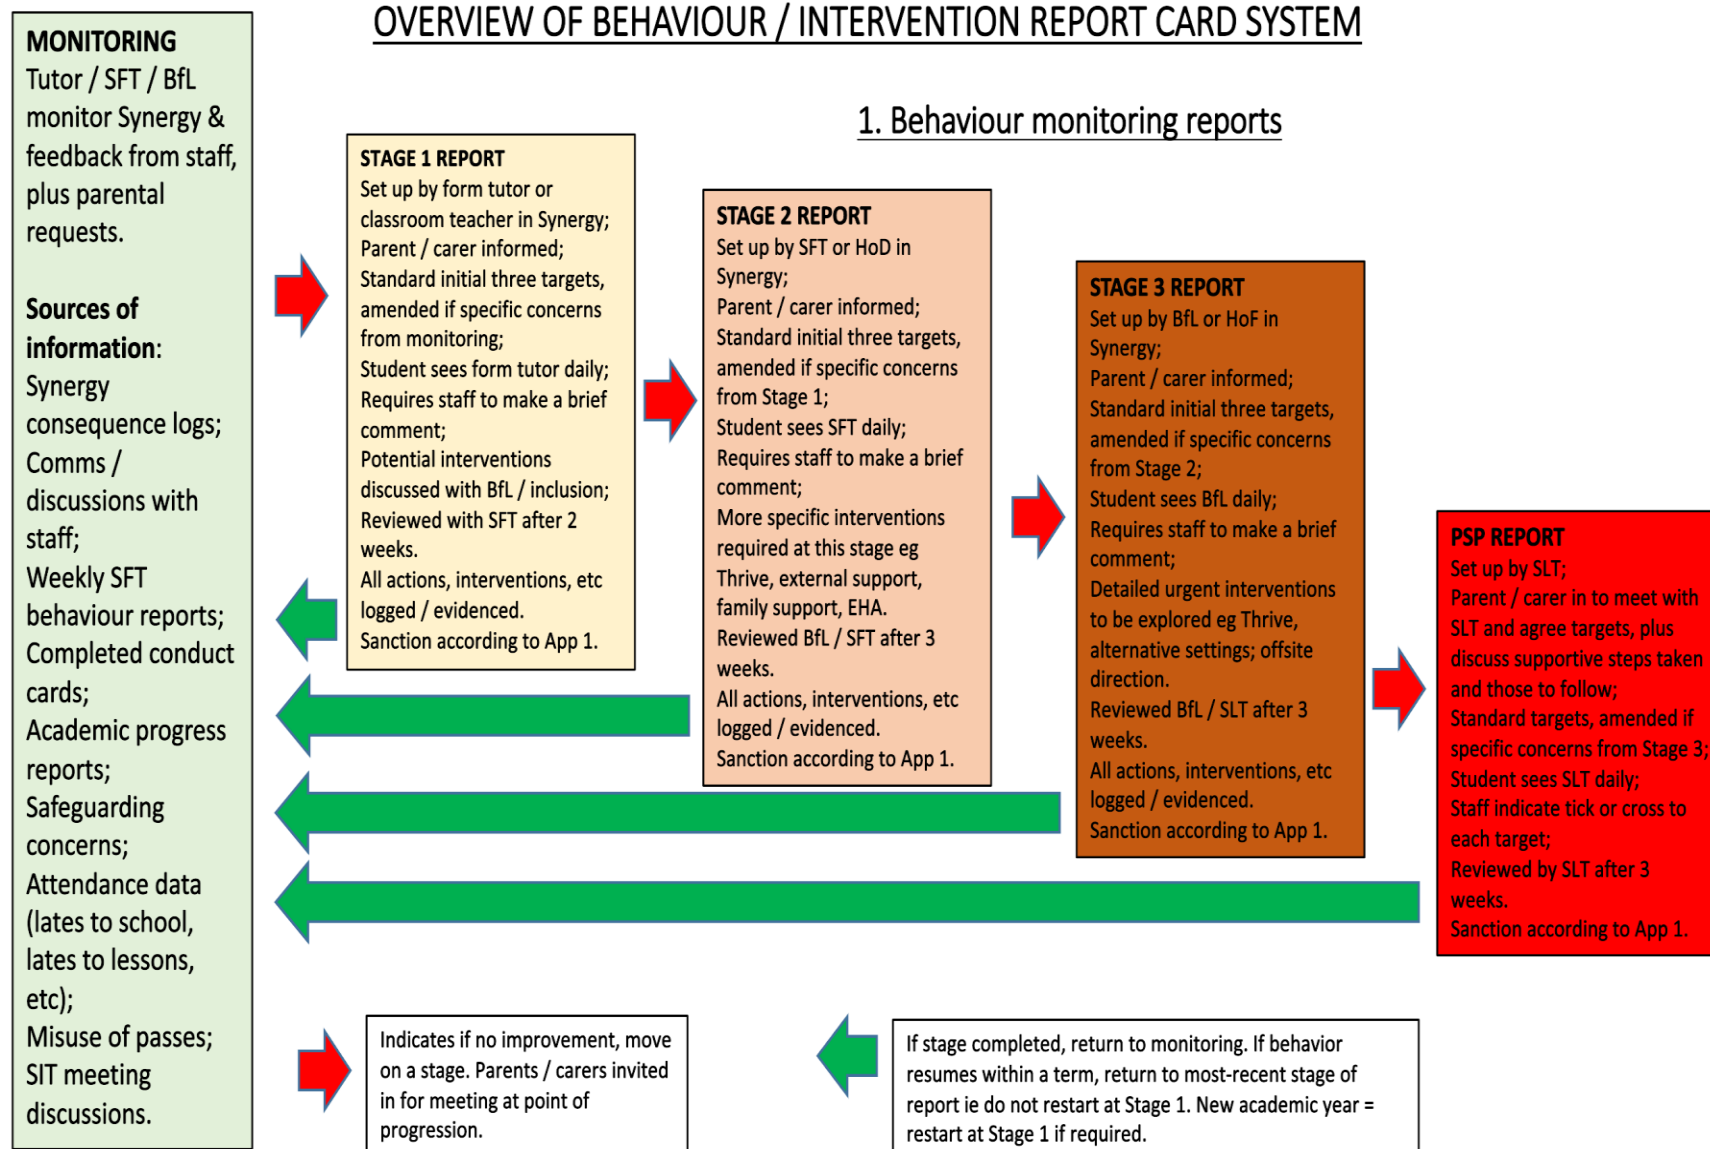 OVERVIEW OF BEHAVIOUR / INTERVENTION REPORT CARD SYSTEM
MONITORING
Tutor / SFT / BfL
monitor Synergy &
feedback from staff,
plus parental
requests.
Sources of
information:
Synergy
consequence logs;
Comms /
discussions with
staff;
Weekly SFT
behaviour reports;
Completed conduct
cards;
Academic progress
reports;
Safeguarding
concerns;
Attendance data
(lates to school,
lates to lessons,
etc);
Misuse of passes;
SIT meeting
discussions.
1. Behaviour monitoring reports
STAGE 1 REPORT
Set up by form tutor or
classroom teacher in Synergy;
Parent / carer informed;
Standard initial three targets,
amended if specific concerns
from monitoring;
Student sees form tutor daily;
Requires staff to make a brief
comment;
Potential interventions
discussed with BfL / inclusion;
Reviewed with SFT after 2
weeks.
All actions, interventions, etc
logged / evidenced.
Sanction according to App 1.
STAGE 2 REPORT
Set up by SFT or HoD in
Synergy;
Parent / carer informed;
Standard initial three targets,
amended if specific concerns
from Stage 1;
Student sees SFT daily;
Requires staff to make a brief
comment;
More specific interventions
required at this stage eg
Thrive, external support,
family support, EHA.
Reviewed BfL / SFT after 3
weeks.
All actions, interventions, etc
logged / evidenced.
Sanction according to App 1.
STAGE 3 REPORT
Set up by BfL or HoF in
Synergy;
Parent / carer informed;
Standard initial three targets,
amended if specific concerns
from Stage 2;
Student sees BfL daily;
Requires staff to make a brief
comment;
Detailed urgent interventions
to be explored eg Thrive,
alternative settings; offsite
direction.
Reviewed BfL / SLT after 3
weeks.
All actions, interventions, etc
logged / evidenced.
Sanction according to App 1.
PSP REPORT
Set up by SLT;
Parent / carer in to meet with
SLT and agree targets, plus
discuss supportive steps taken
and those to follow;
Standard targets, amended if
specific concerns from Stage 3;
Student sees SLT daily;
Staff indicate tick or cross to
each target;
Reviewed by SLT after 3
weeks.
Sanction according to App 1.
Indicates if no improvement, move
on a stage. Parents / carers invited
in for meeting at point of
progression.
If stage completed, return to monitoring. If behavior
resumes within a term, return to most-recent stage of
report ie do not restart at Stage 1. New academic year =
restart at Stage 1 if required.